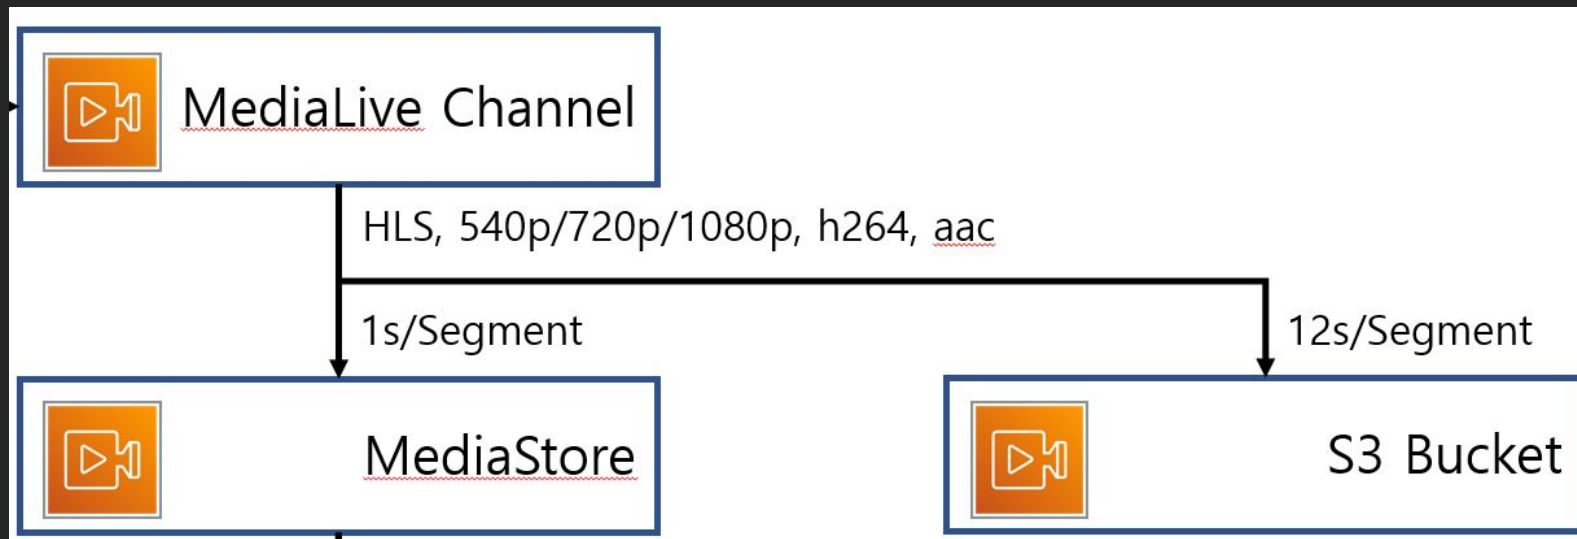 MediaLive Channel
HLS, 540p/720p/1080p, h264, aac
1s/Segment
12s/Segment
MediaStore
S3 Bucket